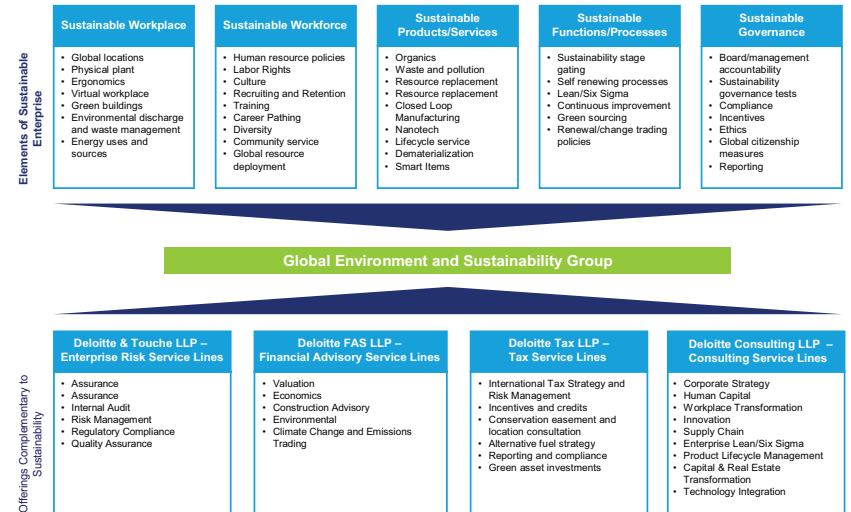 Elements of Sustainable
Enterprise
Sustainable Workplace
• Global locations
• Physical plant
• Ergonomics
• Virtual workplace
• Green buildings
• Environmental discharge
and waste management
• Energy uses and
sources
Sustainable Workforce
• Human resource policies
• Labor Rights
• Culture
• Recruiting and Retention
• Training
• Career Pathing
• Diversity
• Community service
• Global resource
deployment
Sustainable
Products/Services
• Organics
• Waste and pollution
• Resource replacement
• Resource replacement
• Closed Loop
Manufacturing
• Nanotech
• Lifecycle service
• Dematerialization
• Smart Items
Sustainable
Functions/Processes
• Sustainability stage
gating
• Self renewing processes
• Lean/Six Sigma
• Continuous improvement
• Green sourcing
• Renewal/change trading
policies
Sustainable
Governance
• Board/management
accountability
• Sustainability
governance tests
• Compliance
• Incentives
• Ethics
• Global citizenship
measures
• Reporting
Global Environment and Sustainability Group
Offerings Complementary to
Sustainability
Deloitte & Touche LLP –
Enterprise Risk Service Lines
• Assurance
• Assurance
• Internal Audit
• Risk Management
• Regulatory Compliance
• Quality Assurance
Deloitte FAS LLP –
Financial Advisory Service Lines
• Valuation
• Economics
• Construction Advisory
• Environmental
• Climate Change and Emissions
Trading
Deloitte Tax LLP –
Tax Service Lines
• International Tax Strategy and
Risk Management
• Incentives and credits
• Conservation easement and
location consultation
• Alternative fuel strategy
• Reporting and compliance
• Green asset investments
Deloitte Consulting LLP –
Consulting Service Lines
• Corporate Strategy
• Human Capital
• Workplace Transformation
• Innovation
• Supply Chain
• Enterprise Lean/Six Sigma
• Product Lifecycle Management
• Capital & Real Estate
Transformation
• Technology Integration